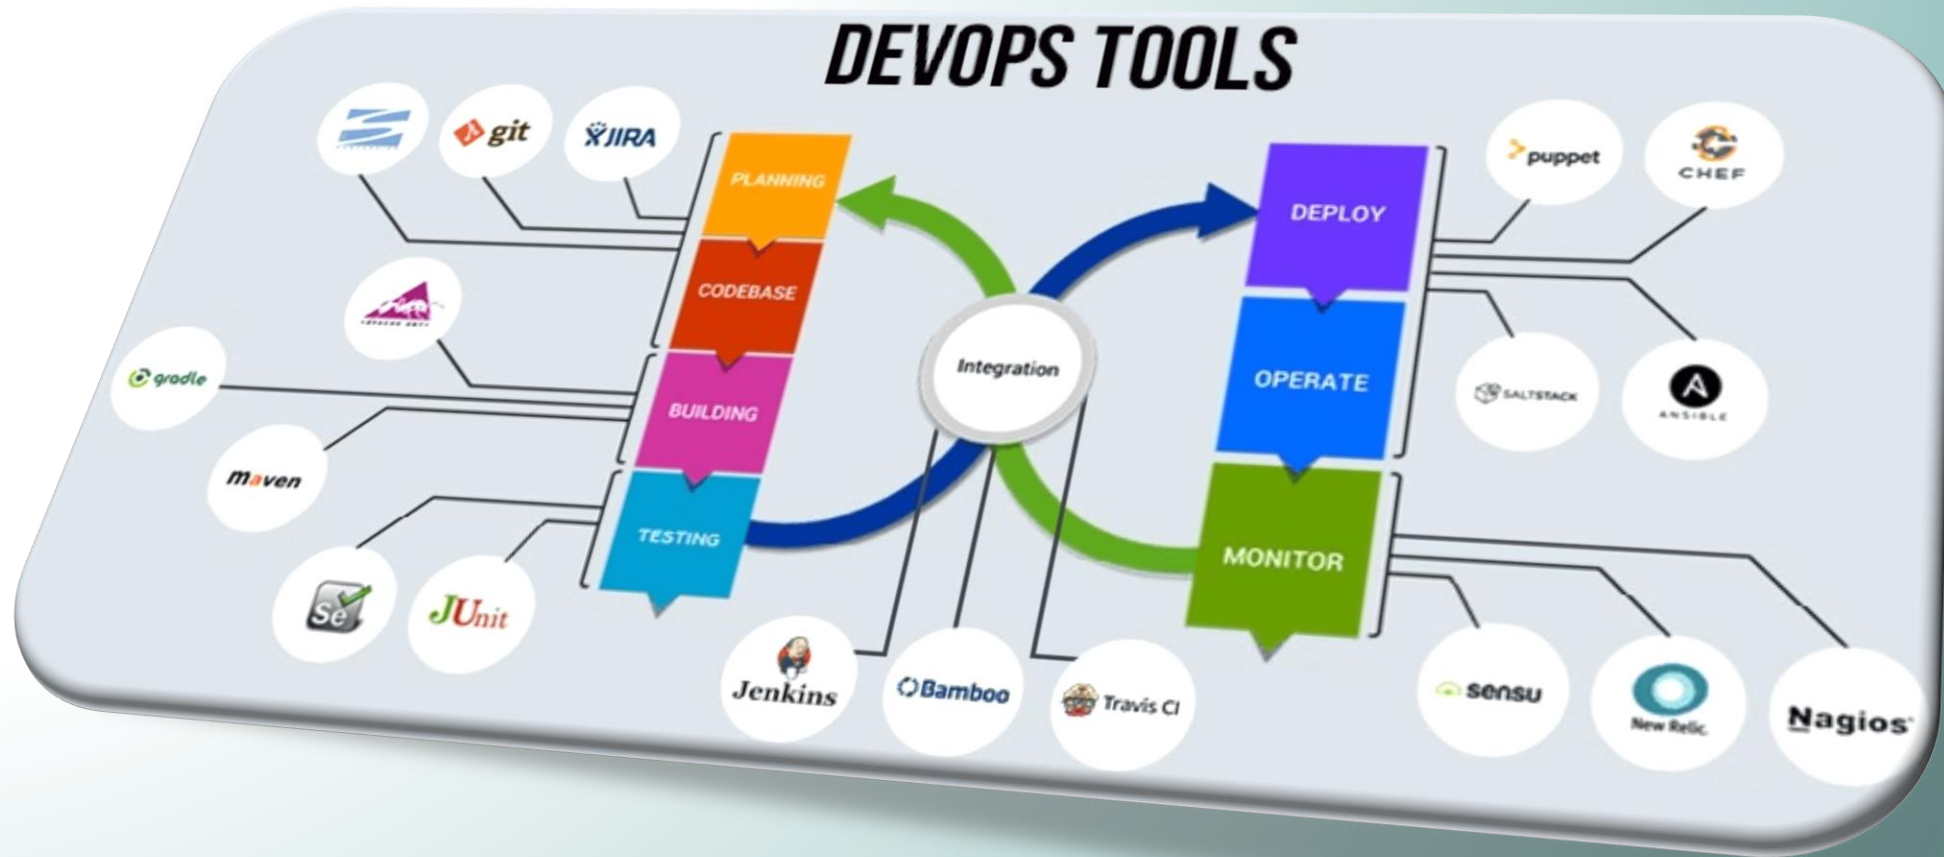 DEVOPS TOOLS
git
JIRA
puppet
CHEF
PLANNING
DEPLOY
CODEBASE
Integration
gradle
OPERATE
SALTSTACK
ANSIBLE
BUILDING
maven
TESTING
MONITOR
Se
JUnit
Jenkins
Bamboo
Travis CI
sensu
New Relic.
Nagios®